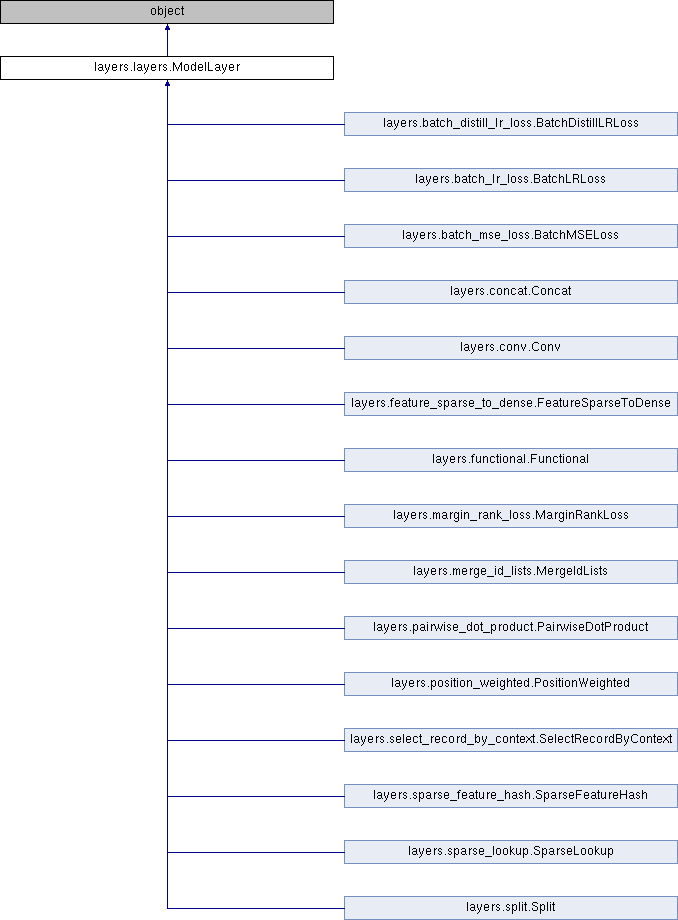 object
layers.layers.ModelLayer
layers.batch_distill_lr_loss.BatchDistillLRLoss
layers.batch_lr_loss.BatchLRLoss
layers.batch_mse_loss.BatchMSELoss
layers.concat.Concat
layers.conv.Conv
layers.feature_sparse_to_dense.FeatureSparseToDense
layers.functional.Functional
layers.margin_rank_loss.MarginRankLoss
layers.merge_id_lists.MergeIdLists
layers.pairwise_dot_product.PairwiseDotProduct
layers.position_weighted.PositionWeighted
layers.select_record_by_context.SelectRecordByContext
layers.sparse_feature_hash.SparseFeatureHash
layers.sparse_lookup.SparseLookup
layers.split.Split